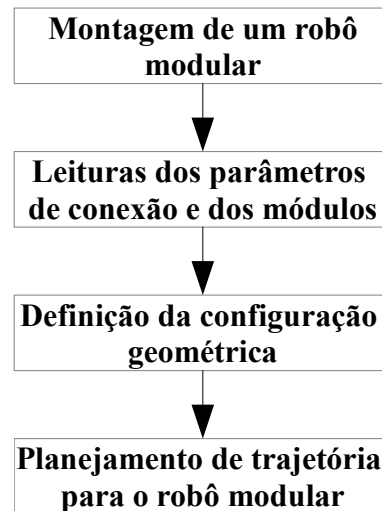 Montagem de um robô
modular
Leituras dos parâmetros
de conexão e dos módulos
Definição da configuração
geométrica
Planejamento de trajetória
para o robô modular